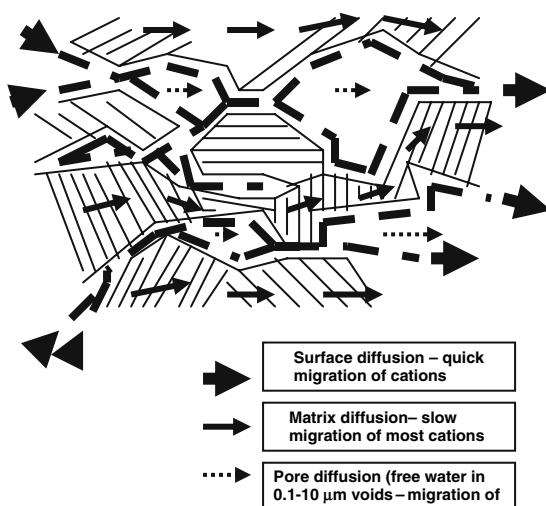 Surface diffusion – quick
migration of cations
Matrix diffusion– slow
migration of most cations
Pore diffusion (free water in
0.1-10 μm voids – migration of